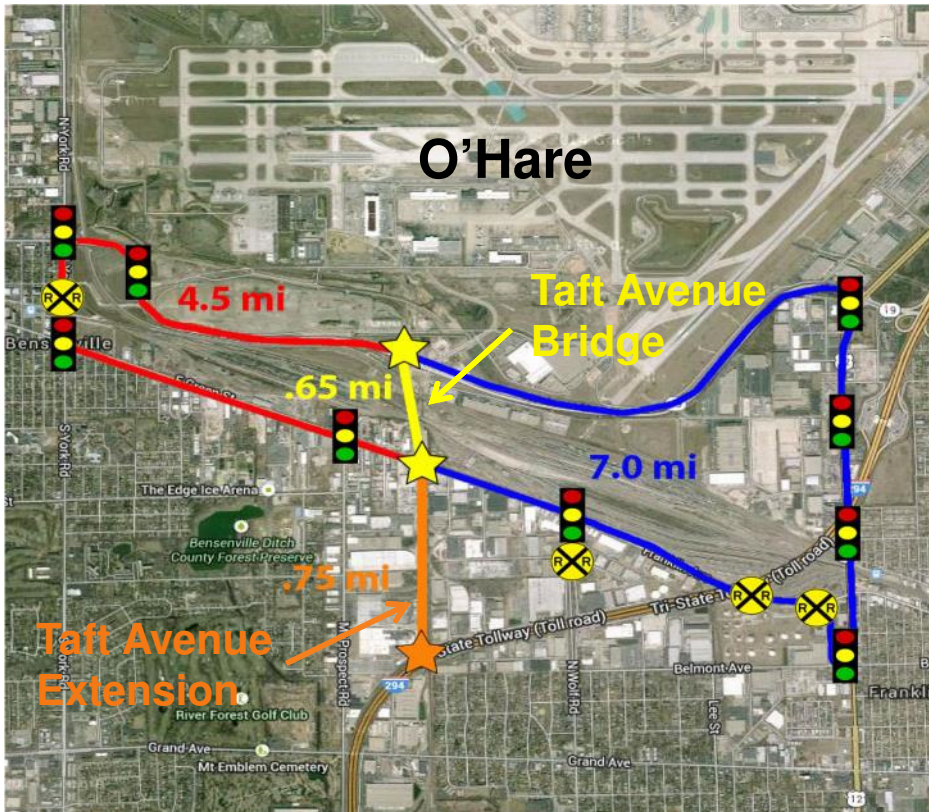 N York Rd
O'Hare
4.5 mi
Taft Avenue
Bridge
19
R R
Bensenville
.65 mi
E Green St
S York Rd
7.0 mi
294
The Edge Ice Arena
Bensenville Ditch
County Forest Preserve
R R
.75 mi
R R
R R
Tri-State Tollway (Toll road)
State Tollway (Toll road)
Taft Avenue
Extension
294
N Wolf Rd
Belmont Ave
Lee St
Franklin
River Forest Golf Club
Grand Ave
Mt Emblem Cemetery
Grand Ave
12